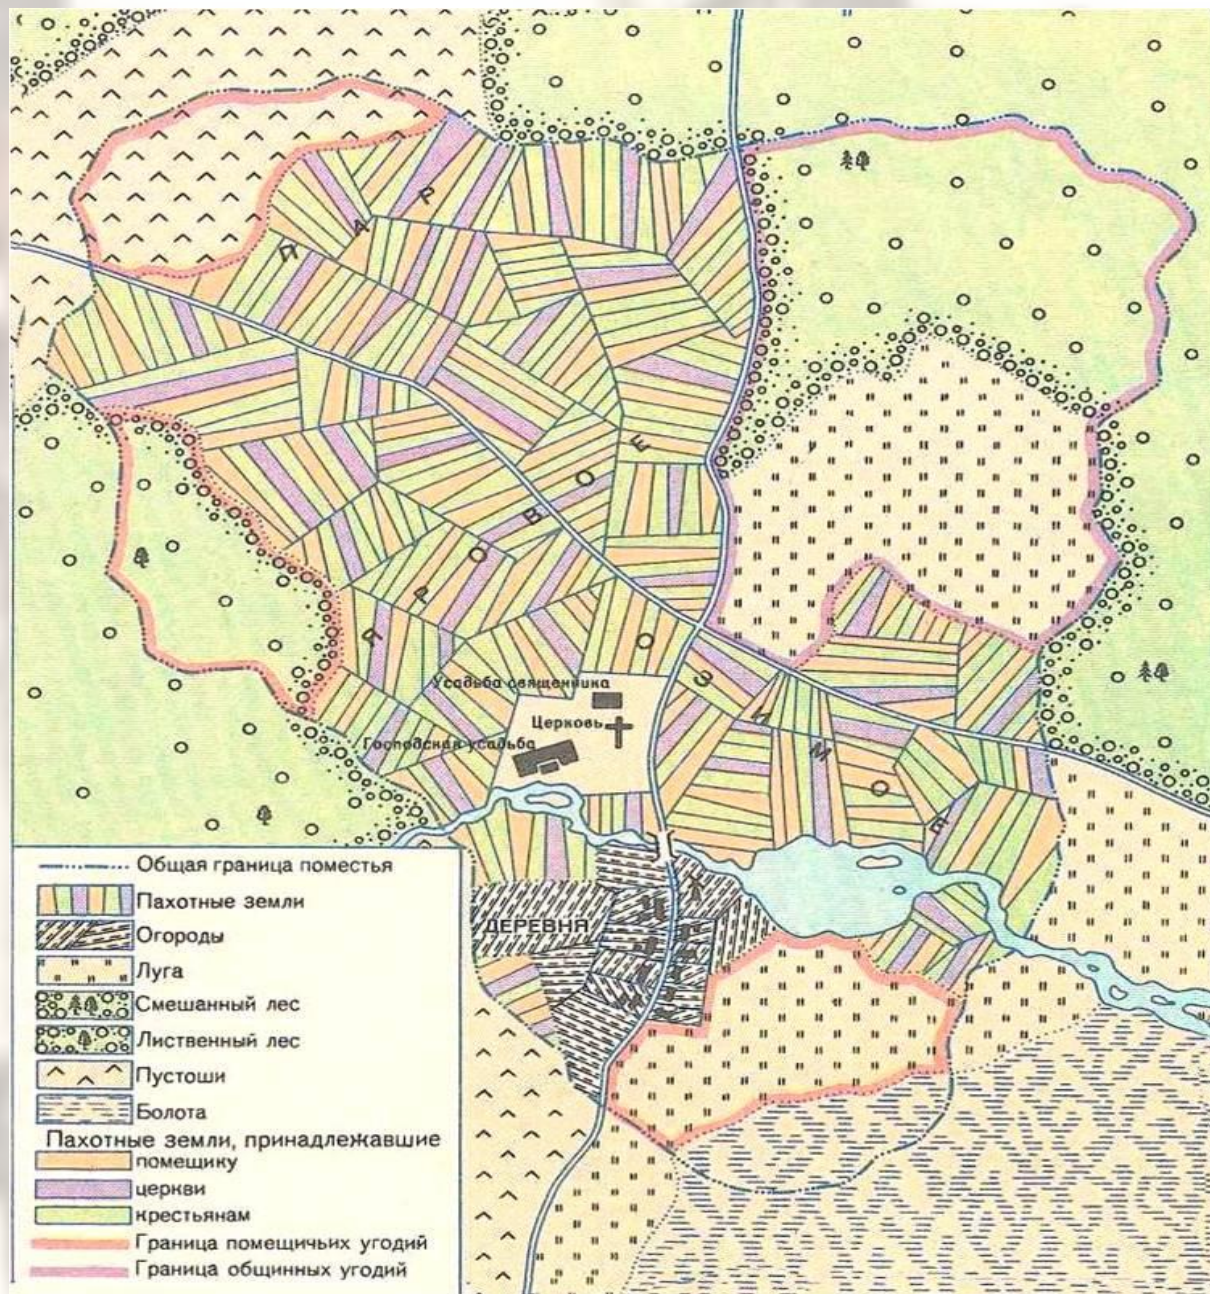 ПАР
ЯРОВОЕ
ОЗИМОЕ
Усадьба священника
Церковь
Господская усадьба
ДЕРЕВНЯ
Общая граница поместья
Пахотные земли
Огороды
Луга
Смешанный лес
Лиственный лес
Пустоши
Болота
Пахотные земли, принадлежавшие
помещику
церкви
крестьянам
Граница помещичьих угодий
Граница общинных угодий